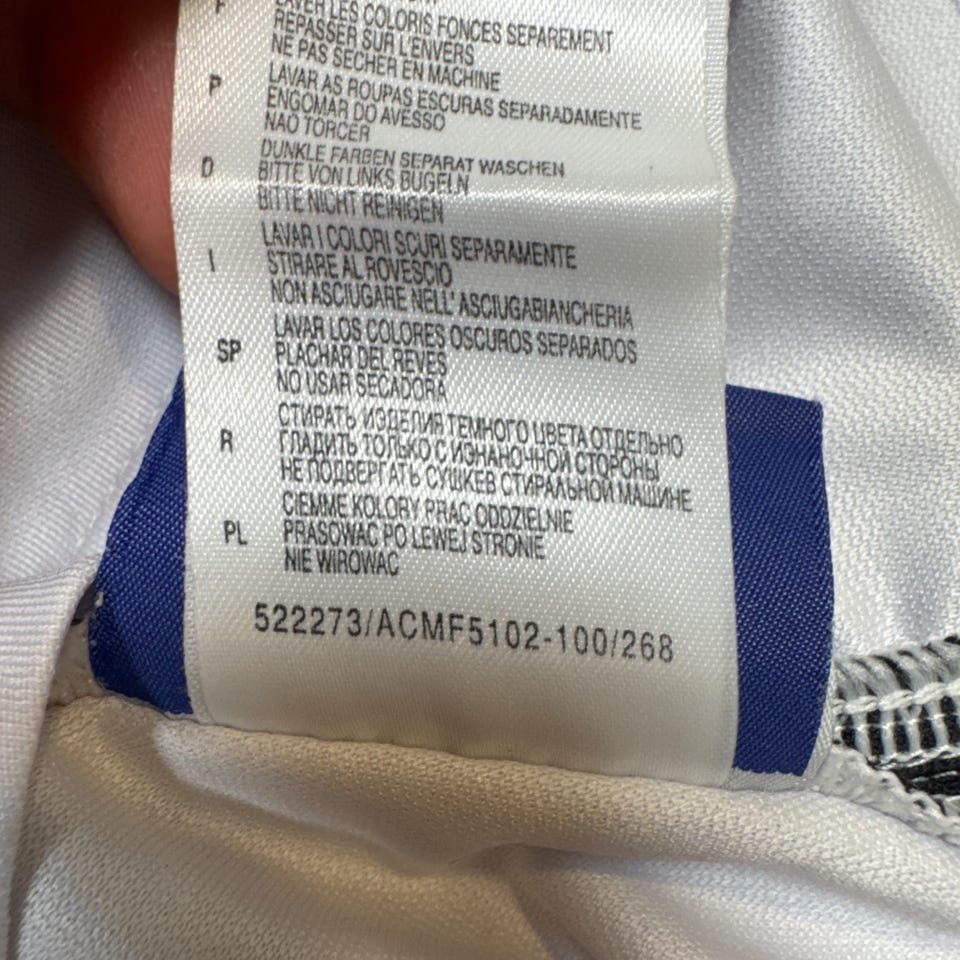 F
LAVER LES COLORIS FONCES SEPAREMENT
REPASSER SUR L'ENVERS
NE PAS SECHER EN MACHINE
P
LAVAR AS ROUPAS ESCURAS SEPARADAMENTE
ENGOMAR DO AVESSO
NAO TORCER
D
DUNKLE FARBEN SEPARAT WASCHEN
BITTE VON LINKS BUGELN
BITTE NICHT REINIGEN
I
LAVAR I COLORI SCURI SEPARAMENTE
STIRARE AL ROVESCIO
NON ASCIUGARE NELL' ASCIUGABIANCHERIA
SP
LAVAR LOS COLORES OSCUROS SEPARADOS
PLACHAR DEL REVES
NO USAR SECADORA
R
СТИРАТЬ ИЗДЕЛИЯ ТЕМНОГО ЦВЕТА ОТДЕЛЬНО
ГЛАДИТЬ ТОЛЬКО С ИЭНАНОЧНОЙ СТОРОНЫ
НЕ ПОДВЕРГАТЬ СУШКЕВ СТИРАЛЬНОЙ МАШИНЕ
PL
CIEMME KOLORY PRAC ODDZIELNIE
PRASOWAC PO LEWEJ STRONIE
NIE WIROWAC
522273/ACMF5102-100/268